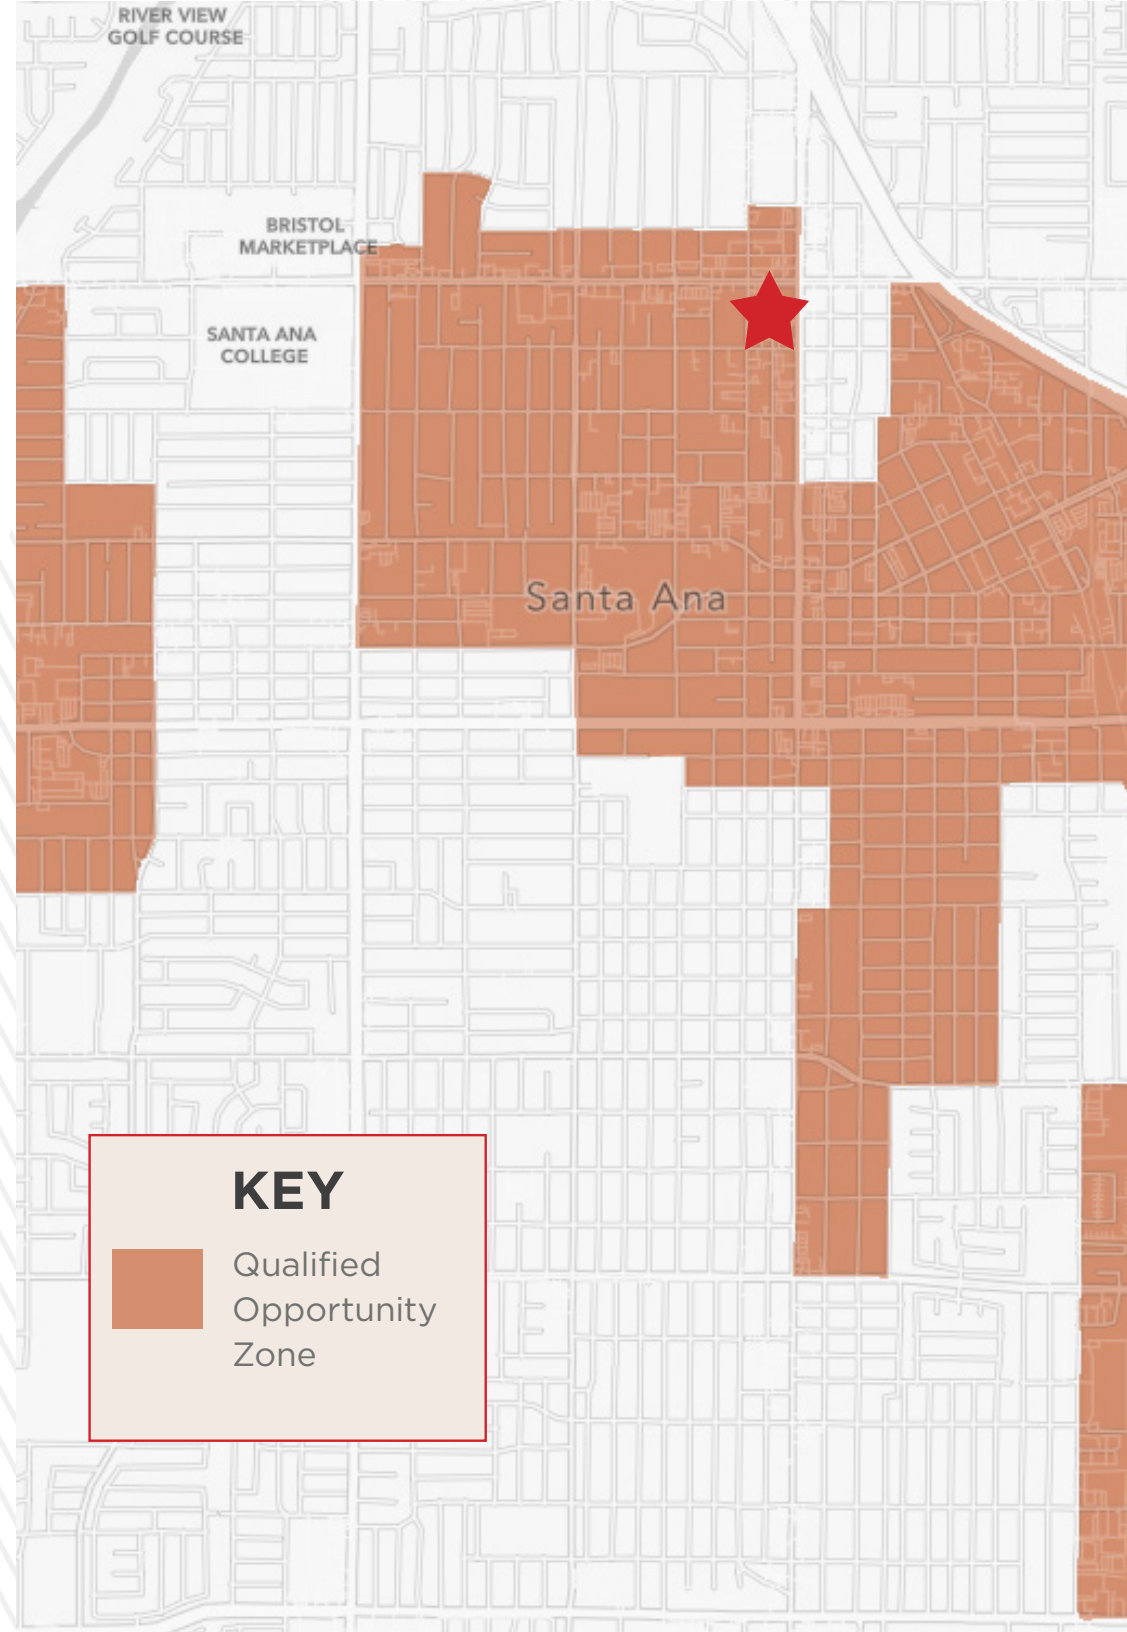 RIVER VIEW
GOLF COURSE
BRISTOL
MARKETPLACE
SANTA ANA
COLLEGE
Santa Ana
KEY
Qualified
Opportunity
Zone